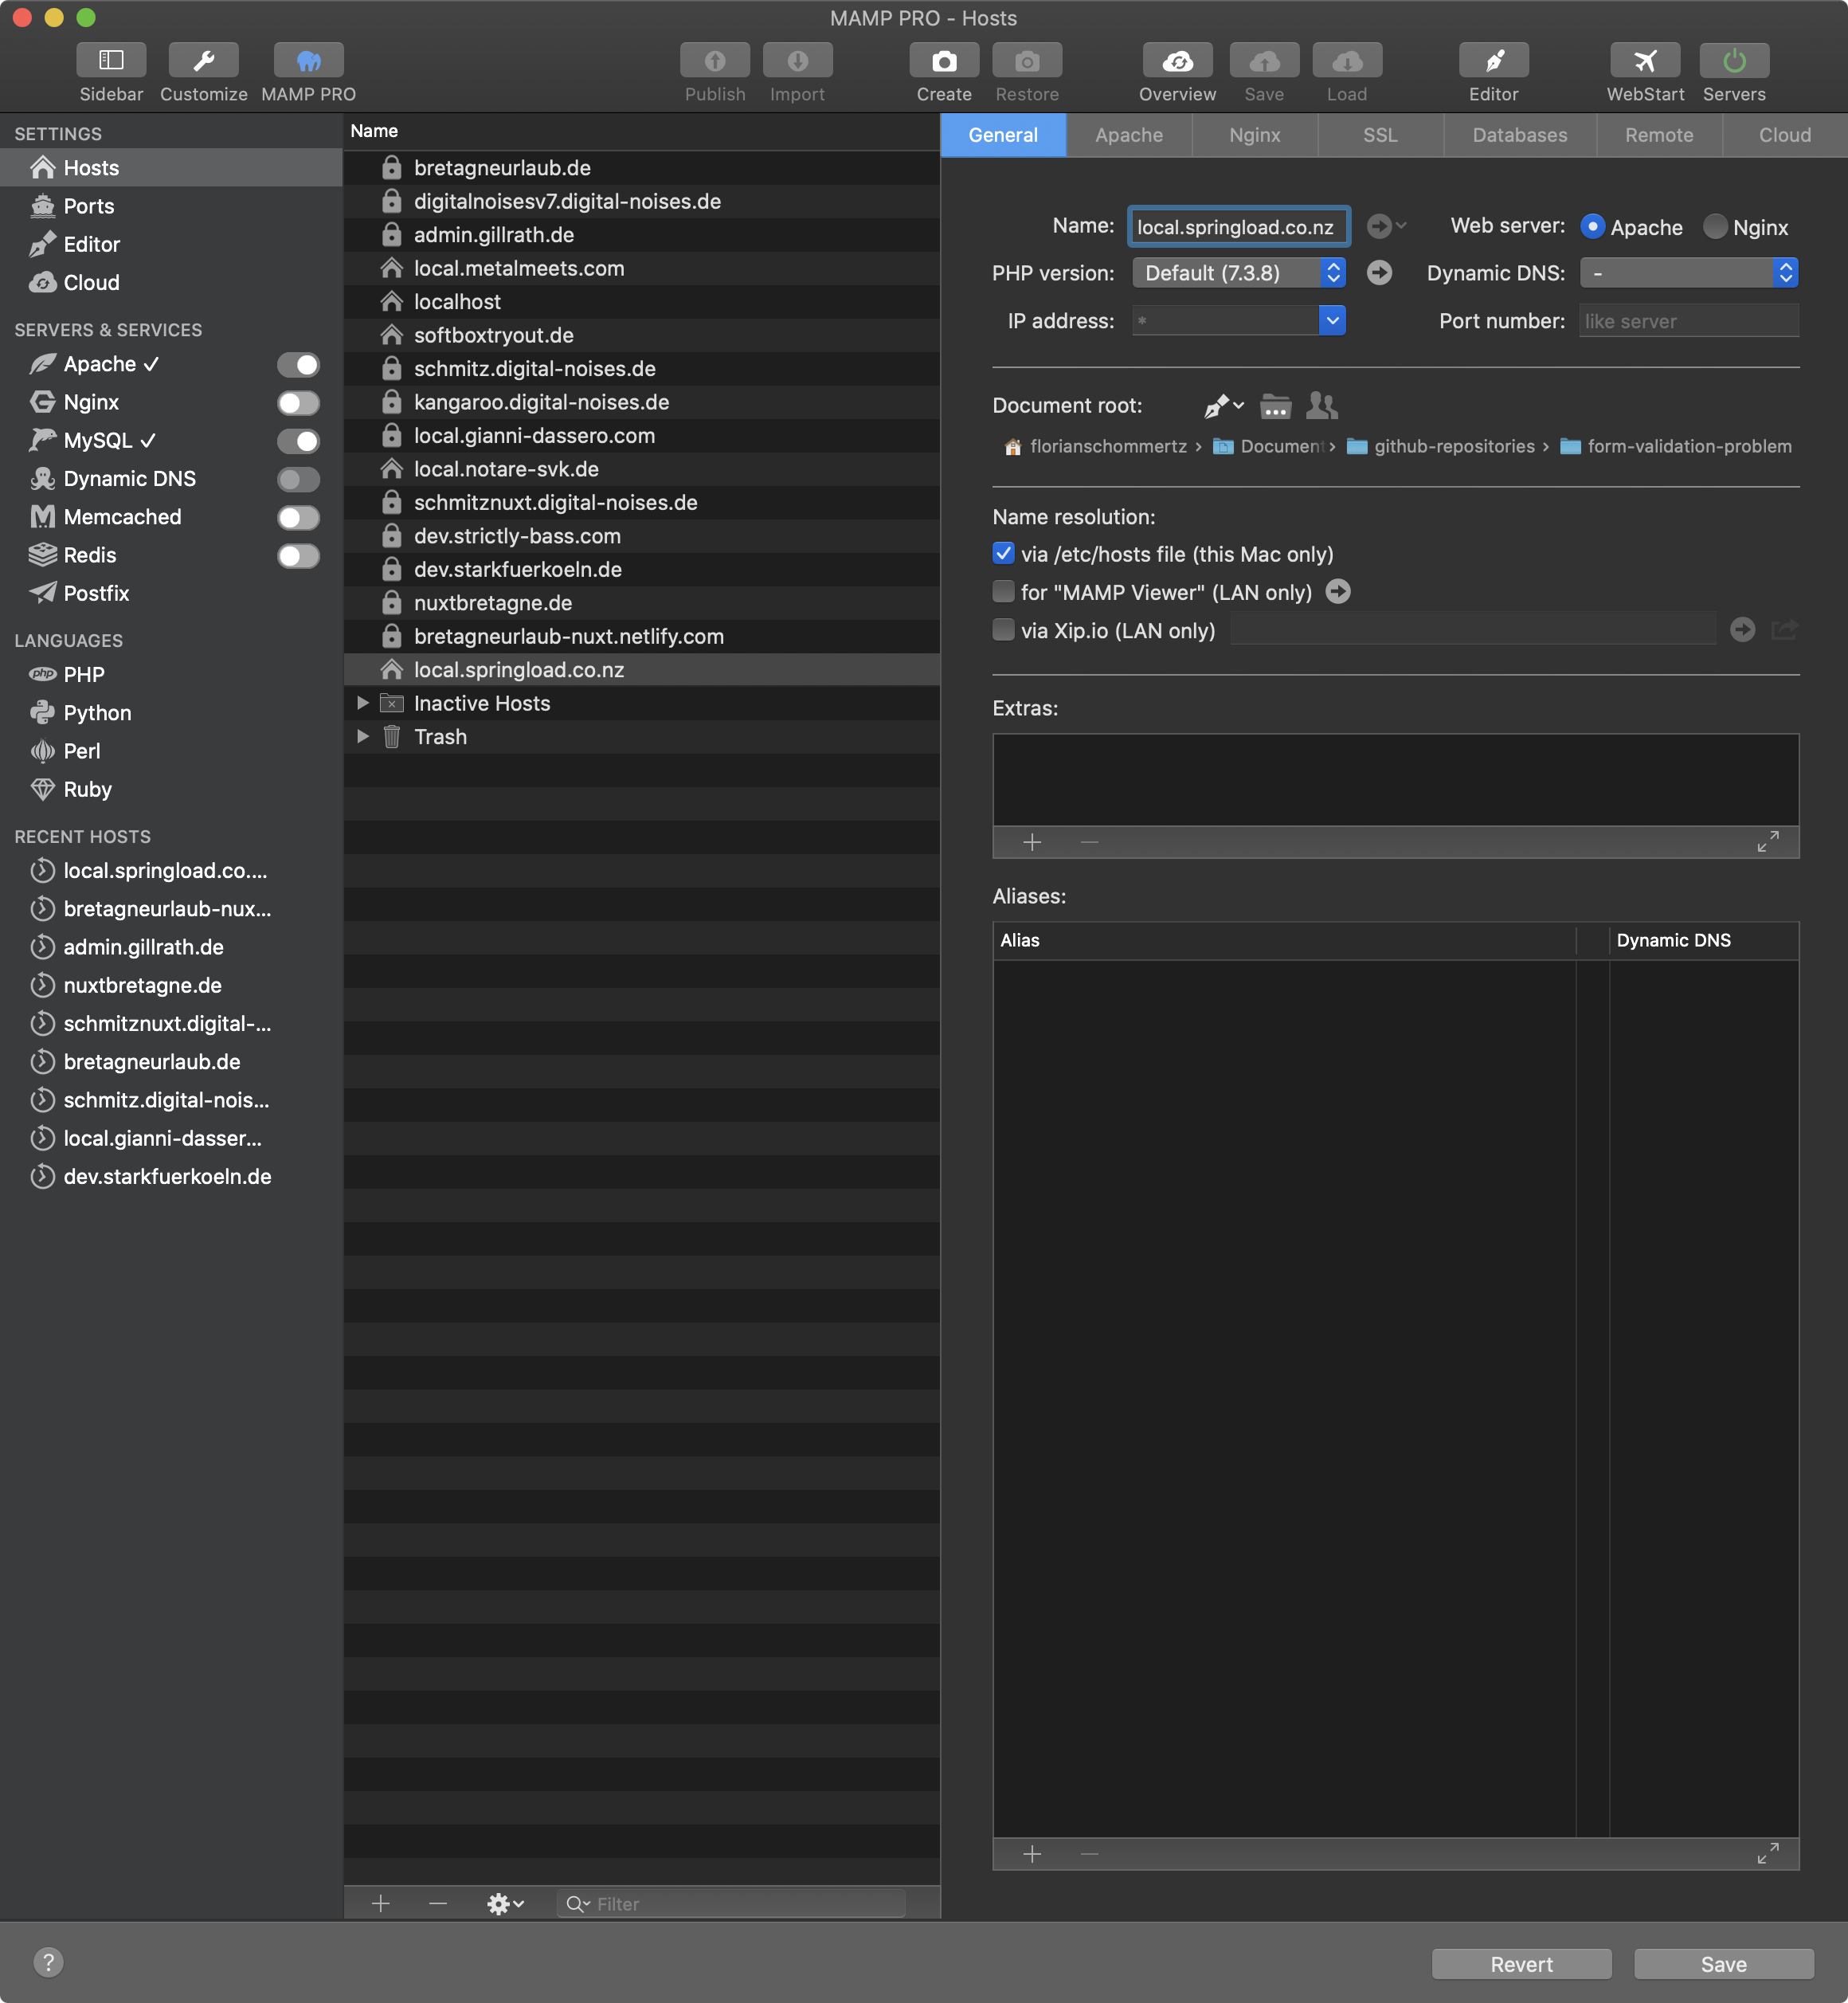 MAMP PRO - Hosts
Sidebar Customize MAMP PRO Publish Import Create Restore Overview Save Load Editor WebStart Servers
SETTINGS
Hosts
Ports
Editor
Cloud
SERVERS & SERVICES
Apache ✓
Nginx
MySQL ✓
Dynamic DNS
Memcached
Redis
Postfix
LANGUAGES
php PHP
Python
Perl
Ruby
RECENT HOSTS
local.springload.co....
bretagneurlaub-nux...
admin.gillrath.de
nuxtbretagne.de
schmitznuxt.digital-...
bretagneurlaub.de
schmitz.digital-nois...
local.gianni-dasser...
dev.starkfuerkoeln.de
Name
bretagneurlaub.de
digitalnoisesv7.digital-noises.de
admin.gillrath.de
local.metalmeets.com
localhost
softboxtryout.de
schmitz.digital-noises.de
kangaroo.digital-noises.de
local.gianni-dassero.com
local.notare-svk.de
schmitznuxt.digital-noises.de
dev.strictly-bass.com
dev.starkfuerkoeln.de
nuxtbretagne.de
bretagneurlaub-nuxt.netlify.com
local.springload.co.nz
Inactive Hosts
Trash
Filter
General Apache Nginx SSL Databases Remote Cloud
Name: local.springload.co.nz Web server: Apache Nginx
PHP version: Default (7.3.8) Dynamic DNS: -
IP address: * Port number: like server
Document root:
florianschommertz › Document › github-repositories › form-validation-problem
Name resolution:
via /etc/hosts file (this Mac only)
for "MAMP Viewer" (LAN only)
via Xip.io (LAN only)
Extras:
Aliases:
Alias Dynamic DNS
? Revert Save